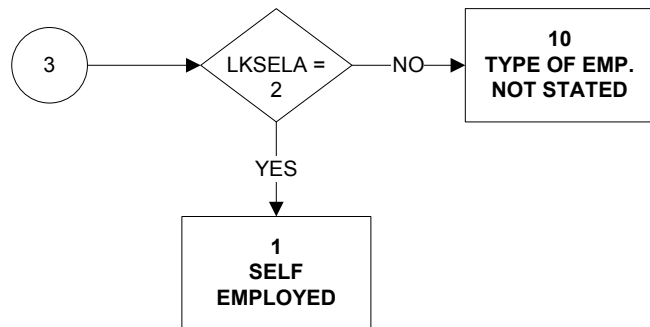 3
LKSELA =
2
NO
10
TYPE OF EMP.
NOT STATED
YES
1
SELF
EMPLOYED